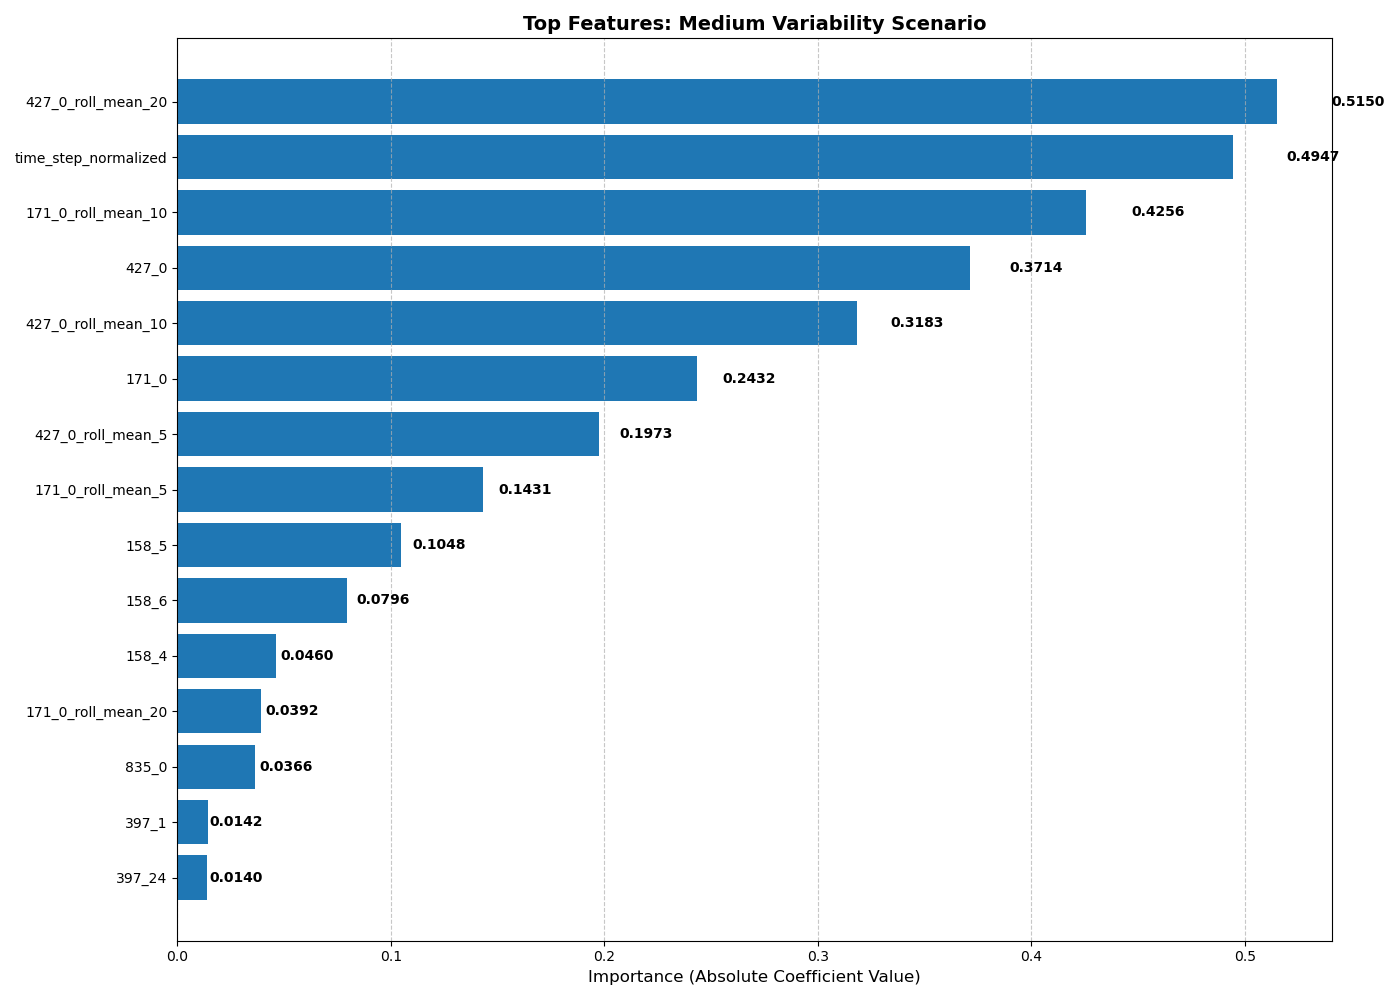 Top Features: Medium Variability Scenario
427_0_roll_mean_20 0.5150
time_step_normalized 0.4947
171_0_roll_mean_10 0.4256
427_0 0.3714
427_0_roll_mean_10 0.3183
171_0 0.2432
427_0_roll_mean_5 0.1973
171_0_roll_mean_5 0.1431
158_5 0.1048
158_6 0.0796
158_4 0.0460
171_0_roll_mean_20 0.0392
835_0 0.0366
397_1 0.0142
397_24 0.0140
0.0 0.1 0.2 0.3 0.4 0.5
Importance (Absolute Coefficient Value)